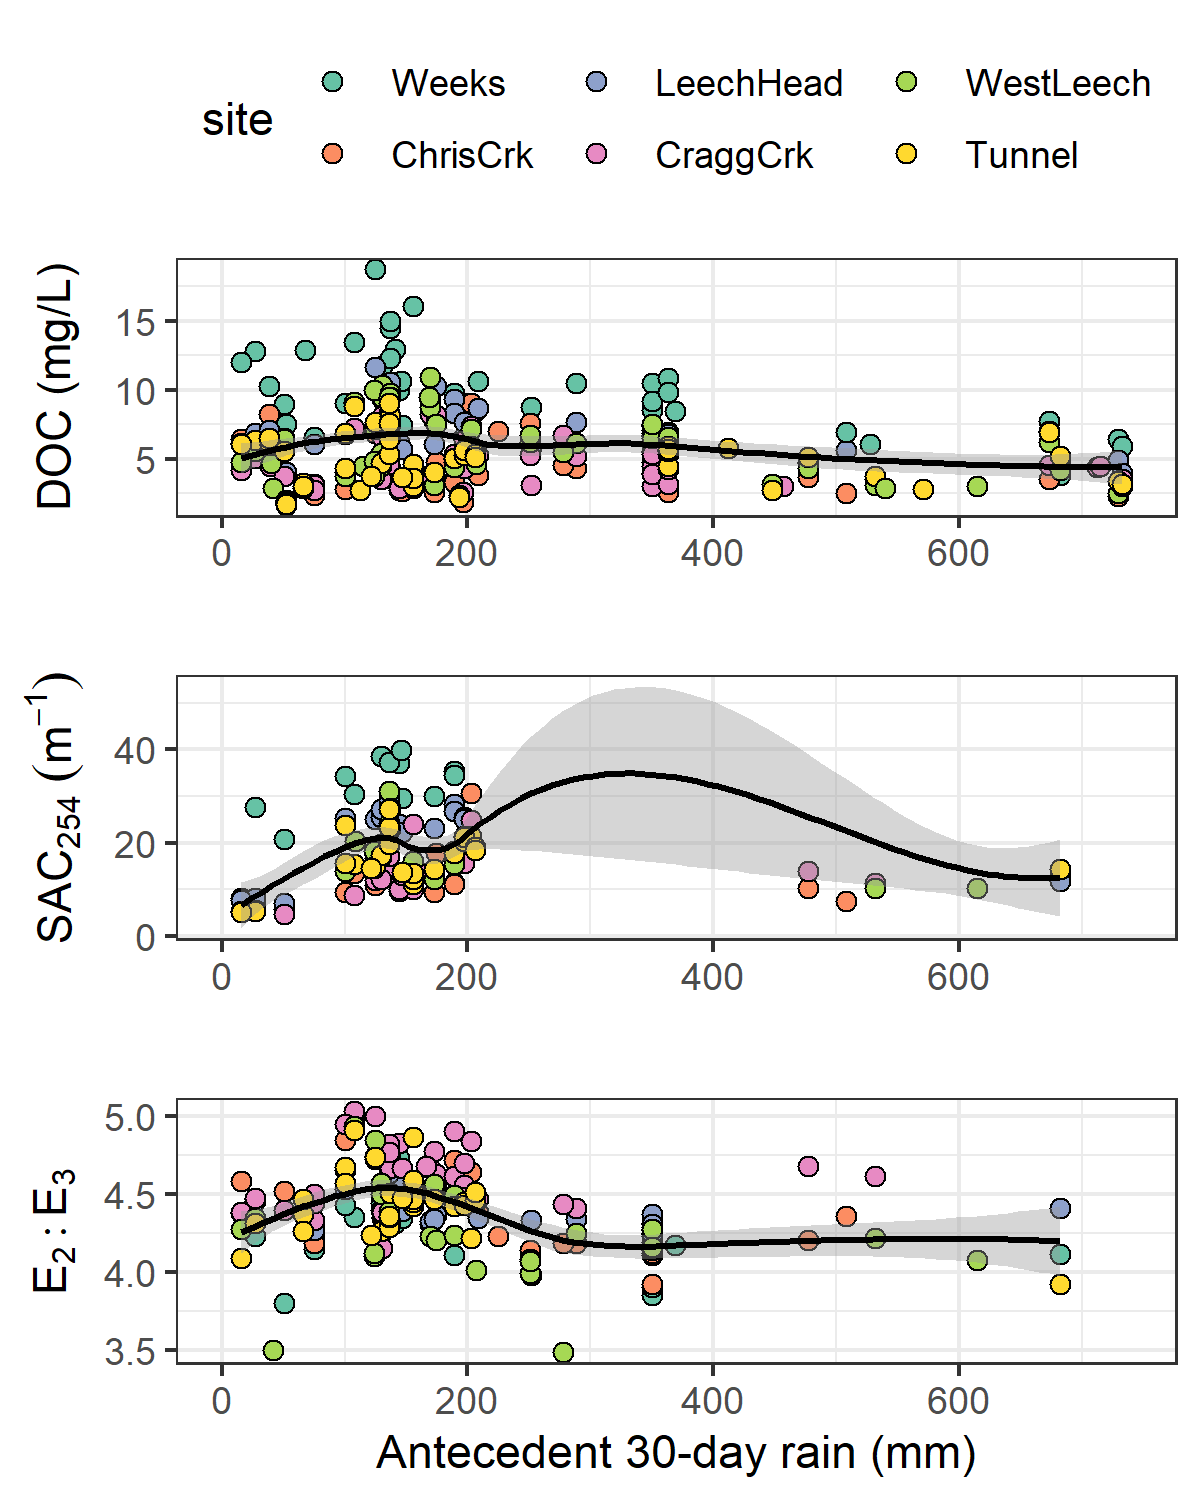 site
Weeks LeechHead WestLeech
ChrisCrk CraggCrk Tunnel
DOC (mg/L)
15
10
5
0 200 400 600
SAC₂₅₄ (m⁻¹)
40
20
0
0 200 400 600
E₂ : E₃
5.0
4.5
4.0
3.5
0 200 400 600
Antecedent 30-day rain (mm)